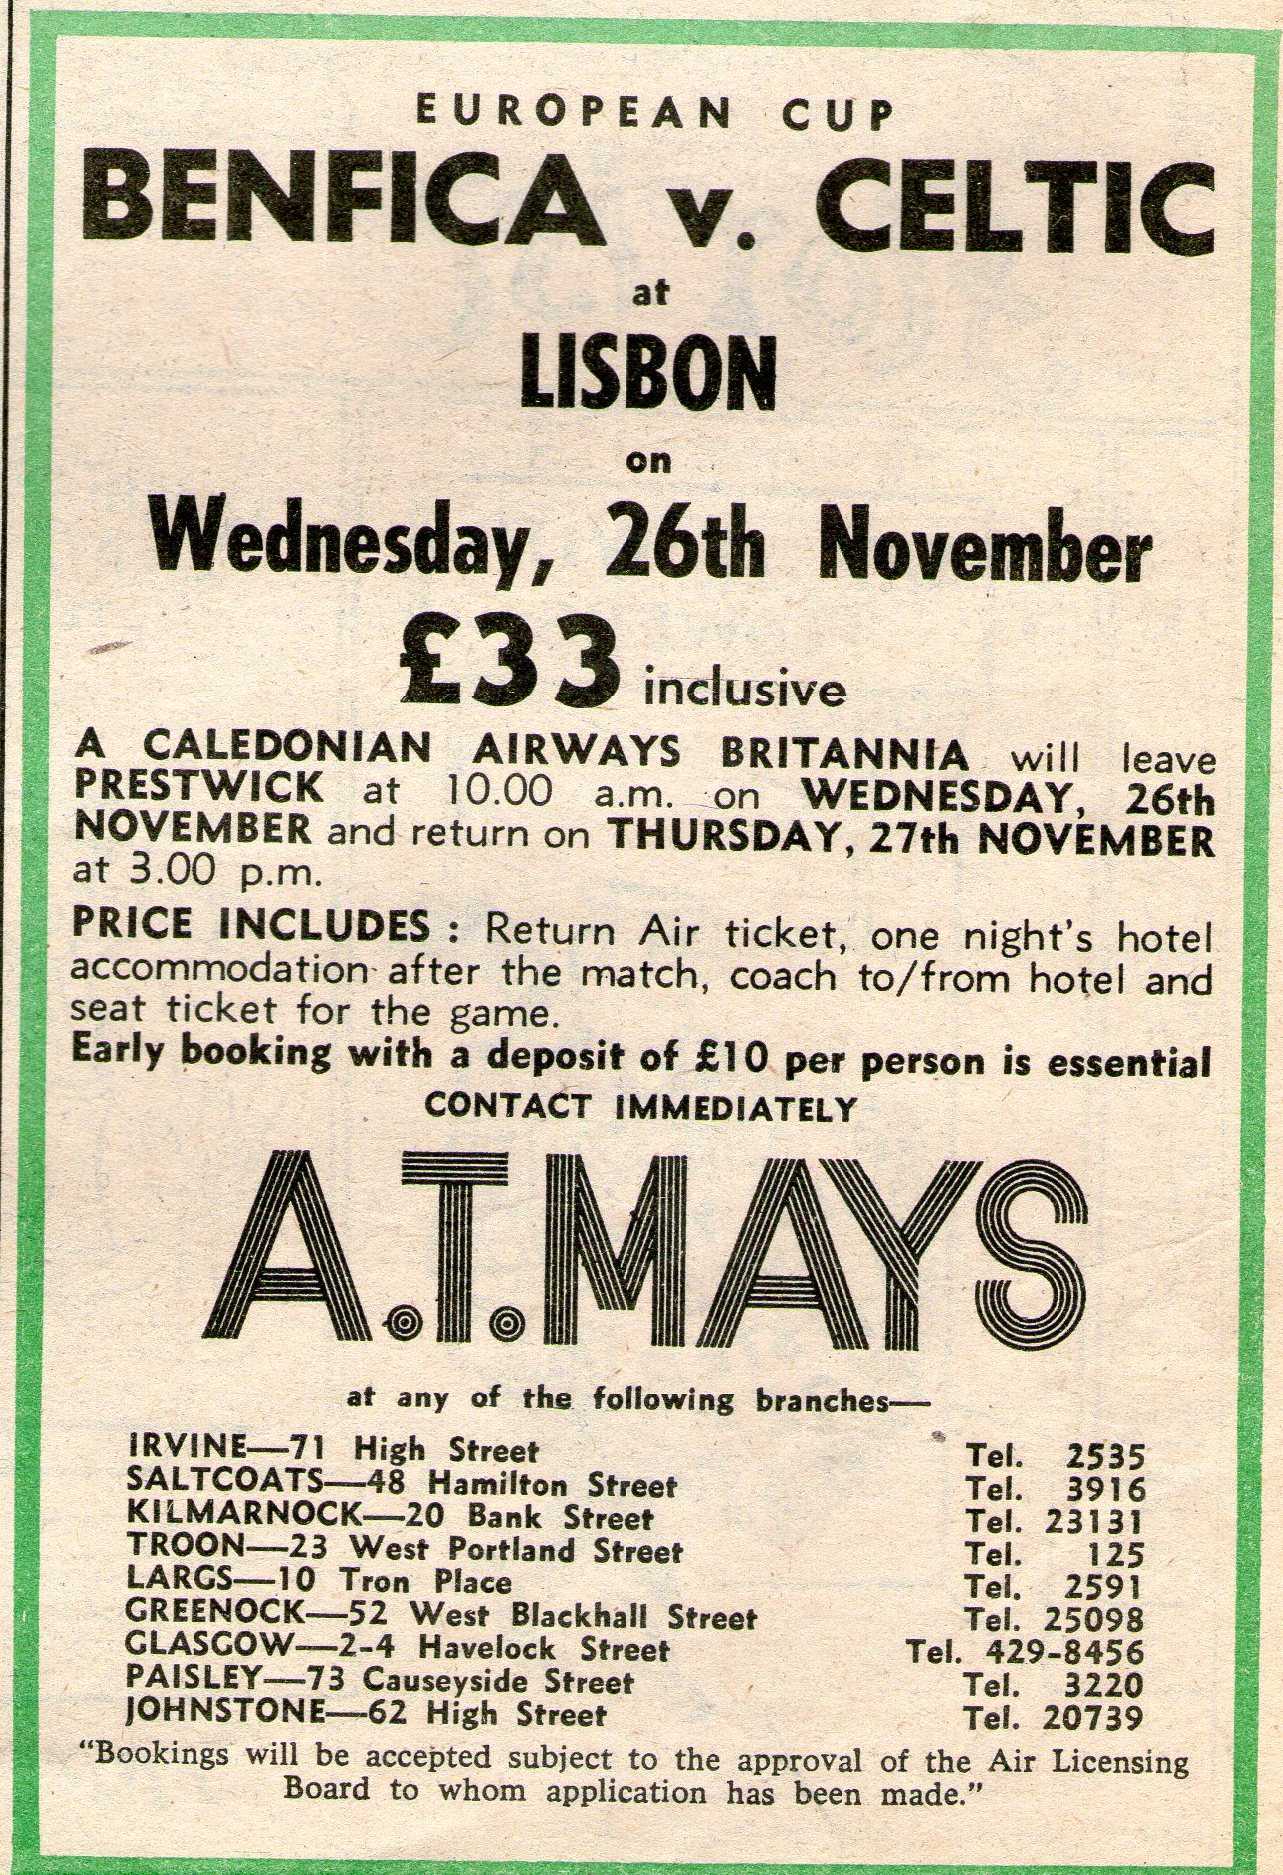 EUROPEAN CUP
BENFICA v. CELTIC
at
LISBON
on
Wednesday, 26th November
£33 inclusive
A CALEDONIAN AIRWAYS BRITANNIA will leave
PRESTWICK at 10.00 a.m. on WEDNESDAY, 26th
NOVEMBER and return on THURSDAY, 27th NOVEMBER
at 3.00 p.m.
PRICE INCLUDES : Return Air ticket, one night's hotel
accommodation after the match, coach to/from hotel and
seat ticket for the game.
Early booking with a deposit of £10 per person is essential
CONTACT IMMEDIATELY
A.T.MAYS
at any of the following branches—
IRVINE—71 High Street Tel. 2535
SALTCOATS—48 Hamilton Street Tel. 3916
KILMARNOCK—20 Bank Street Tel. 23131
TROON—23 West Portland Street Tel. 125
LARGS—10 Tron Place Tel. 2591
GREENOCK—52 West Blackhall Street Tel. 25098
GLASGOW—2-4 Havelock Street Tel. 429-8456
PAISLEY—73 Causeyside Street Tel. 3220
JOHNSTONE—62 High Street Tel. 20739
"Bookings will be accepted subject to the approval of the Air Licensing
Board to whom application has been made."